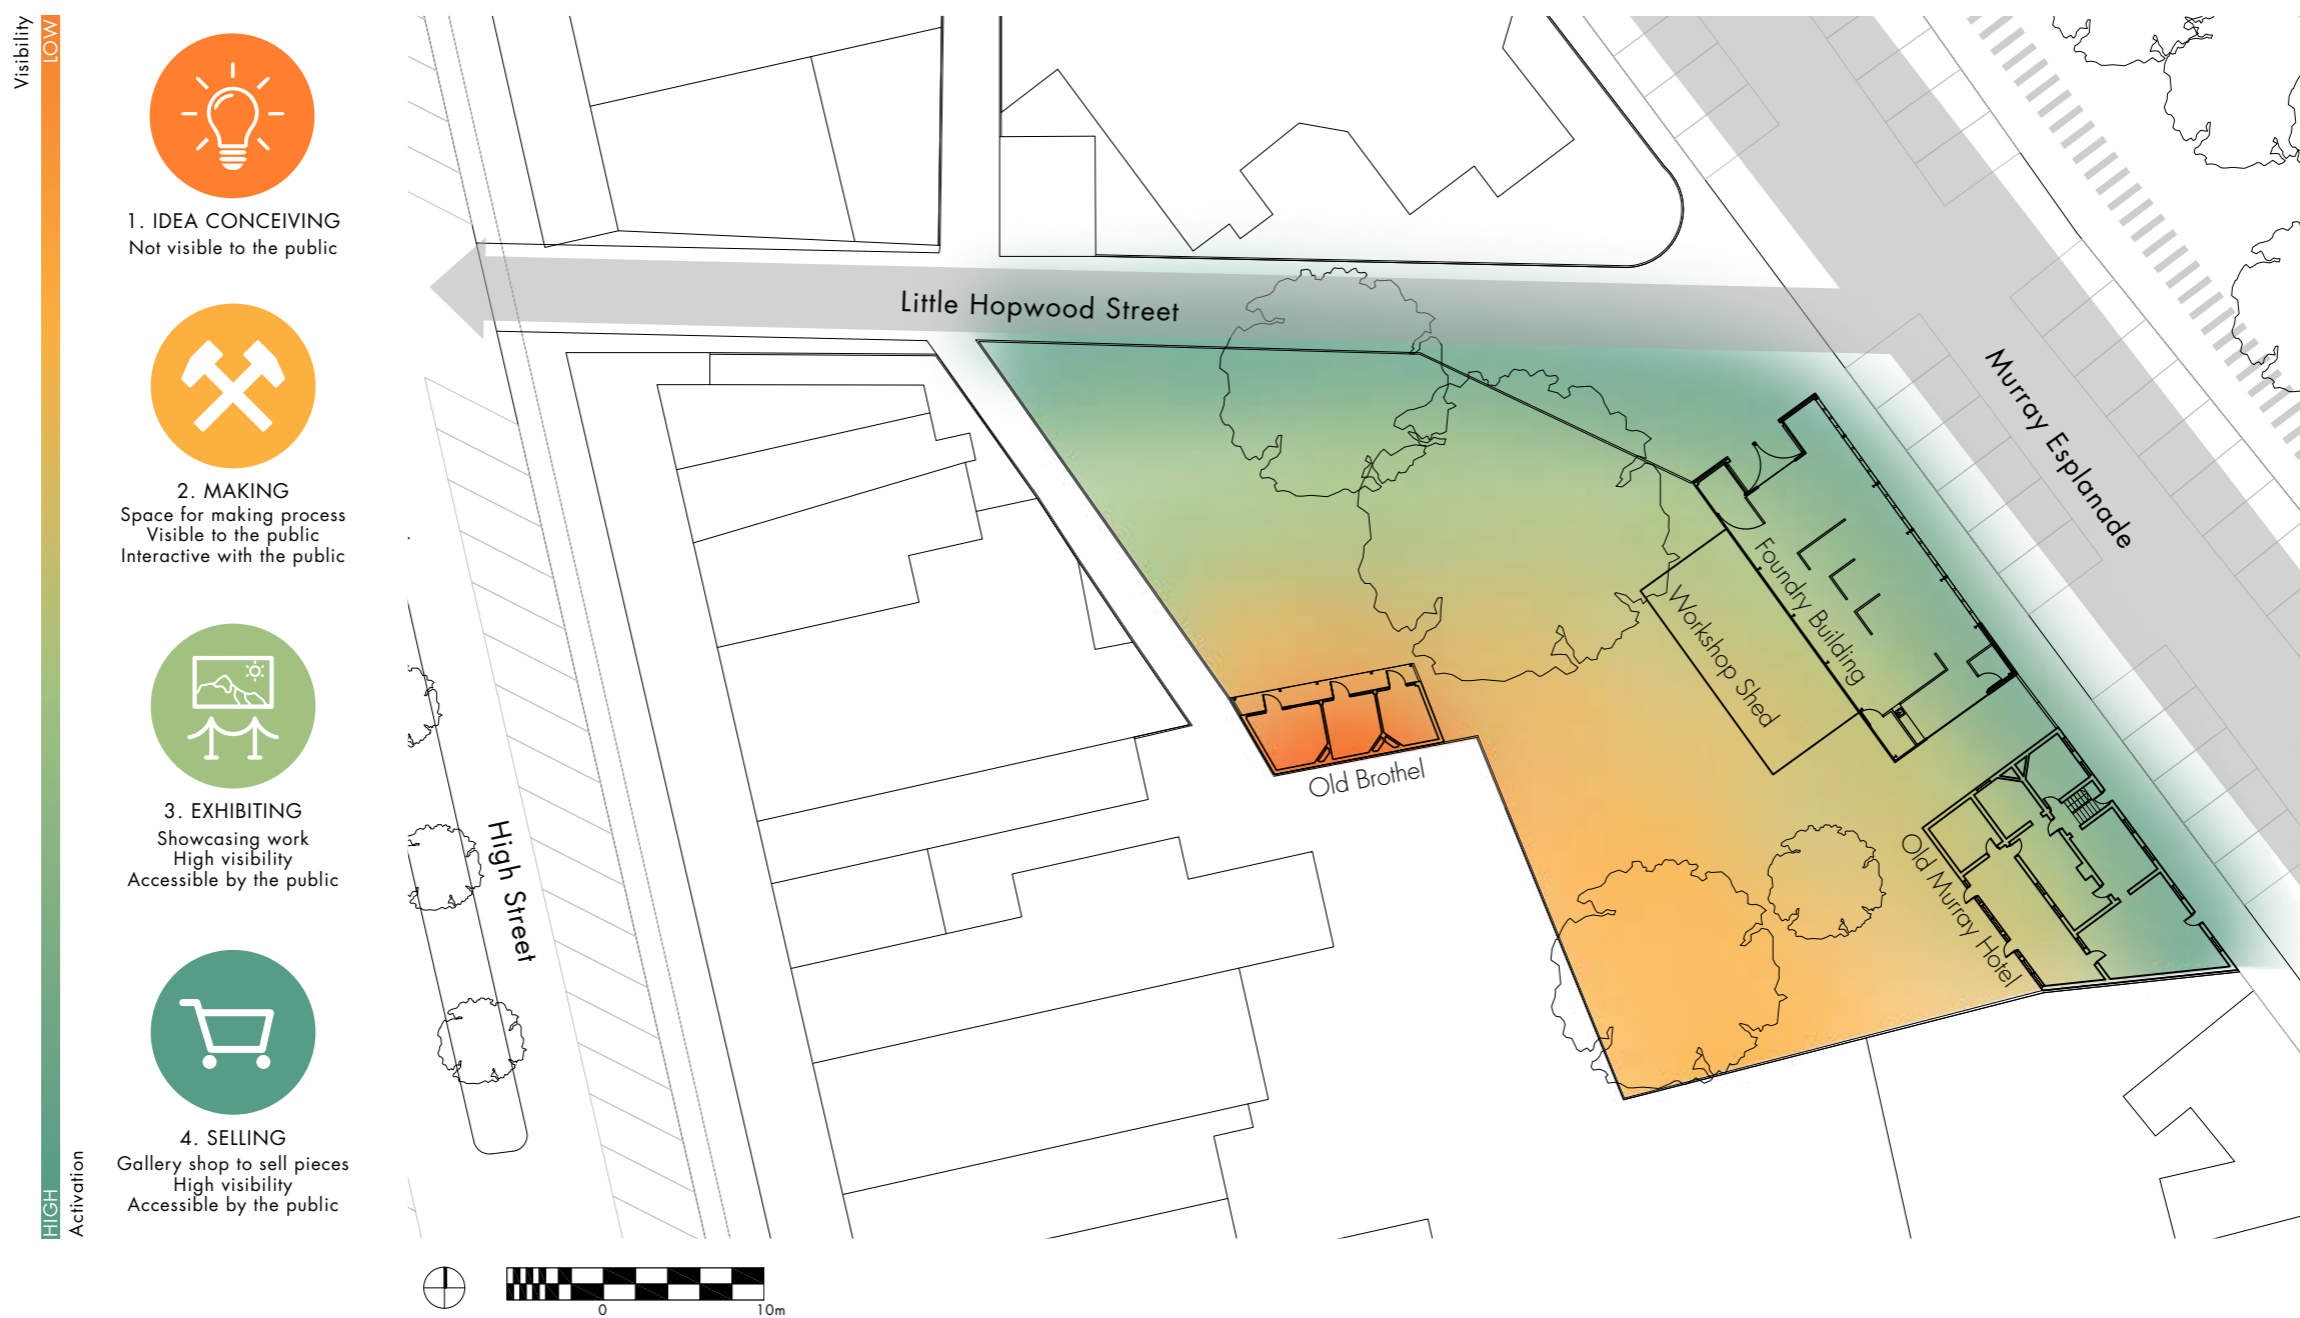 Visibility
LOW
1. IDEA CONCEIVING
Not visible to the public
2. MAKING
Space for making process
Visible to the public
Interactive with the public
3. EXHIBITING
Showcasing work
High visibility
Accessible by the public
4. SELLING
Gallery shop to sell pieces
High visibility
Accessible by the public
HIGH
Activation
Little Hopwood Street
Murray Esplanade
Foundry Building
Workshop Shed
Old Brothel
Old Murray Hotel
High Street
0
10m